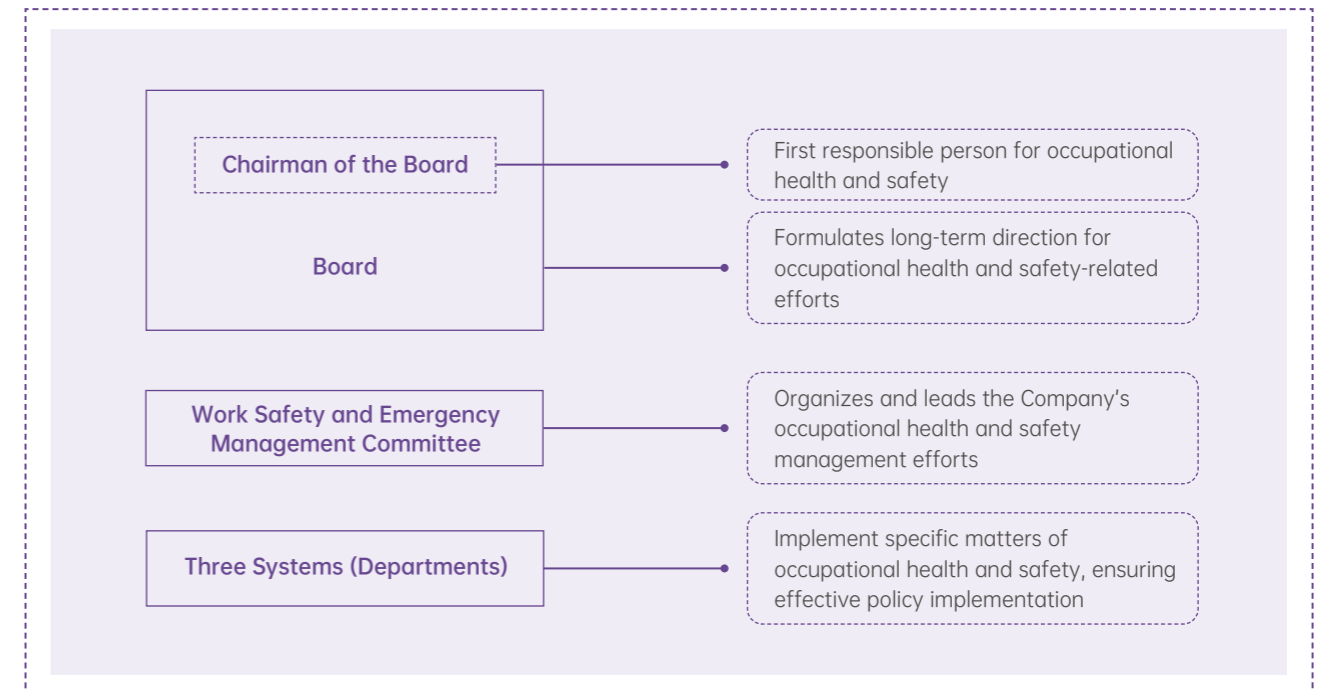 Chairman of the Board
First responsible person for occupational
health and safety
Board
Formulates long-term direction for
occupational health and safety-related
efforts
Work Safety and Emergency
Management Committee
Organizes and leads the Company's
occupational health and safety
management efforts
Three Systems (Departments)
Implement specific matters of
occupational health and safety, ensuring
effective policy implementation